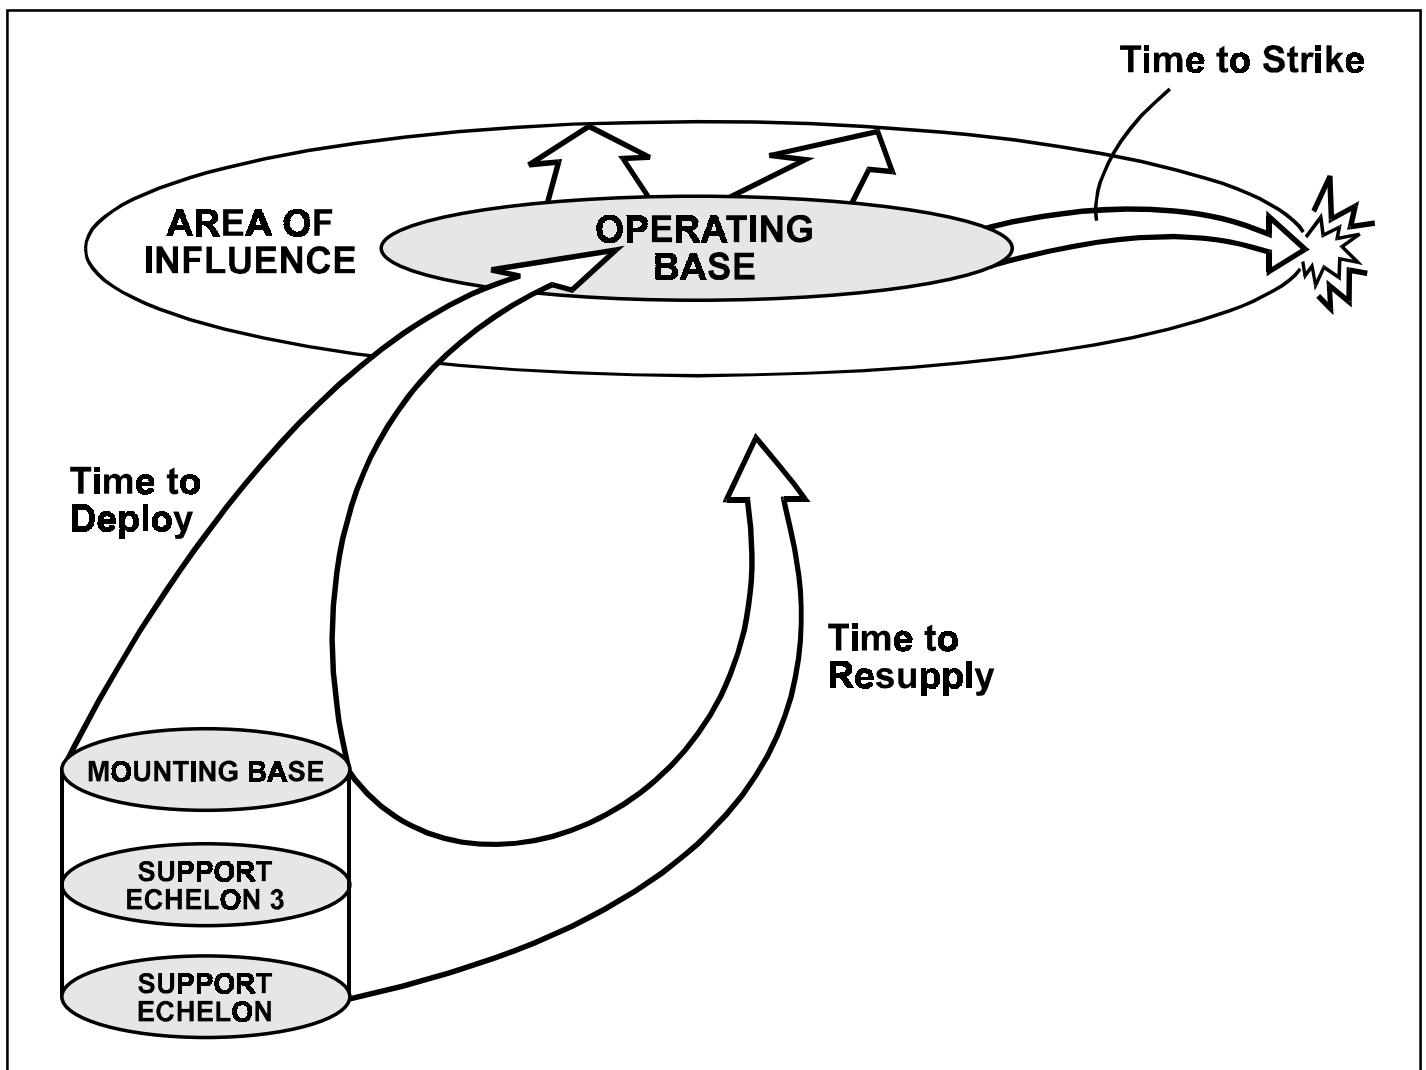 Time to Strike
AREA OF
INFLUENCE
OPERATING
BASE
Time to
Deploy
Time to
Resupply
MOUNTING BASE
SUPPORT
ECHELON 3
SUPPORT
ECHELON